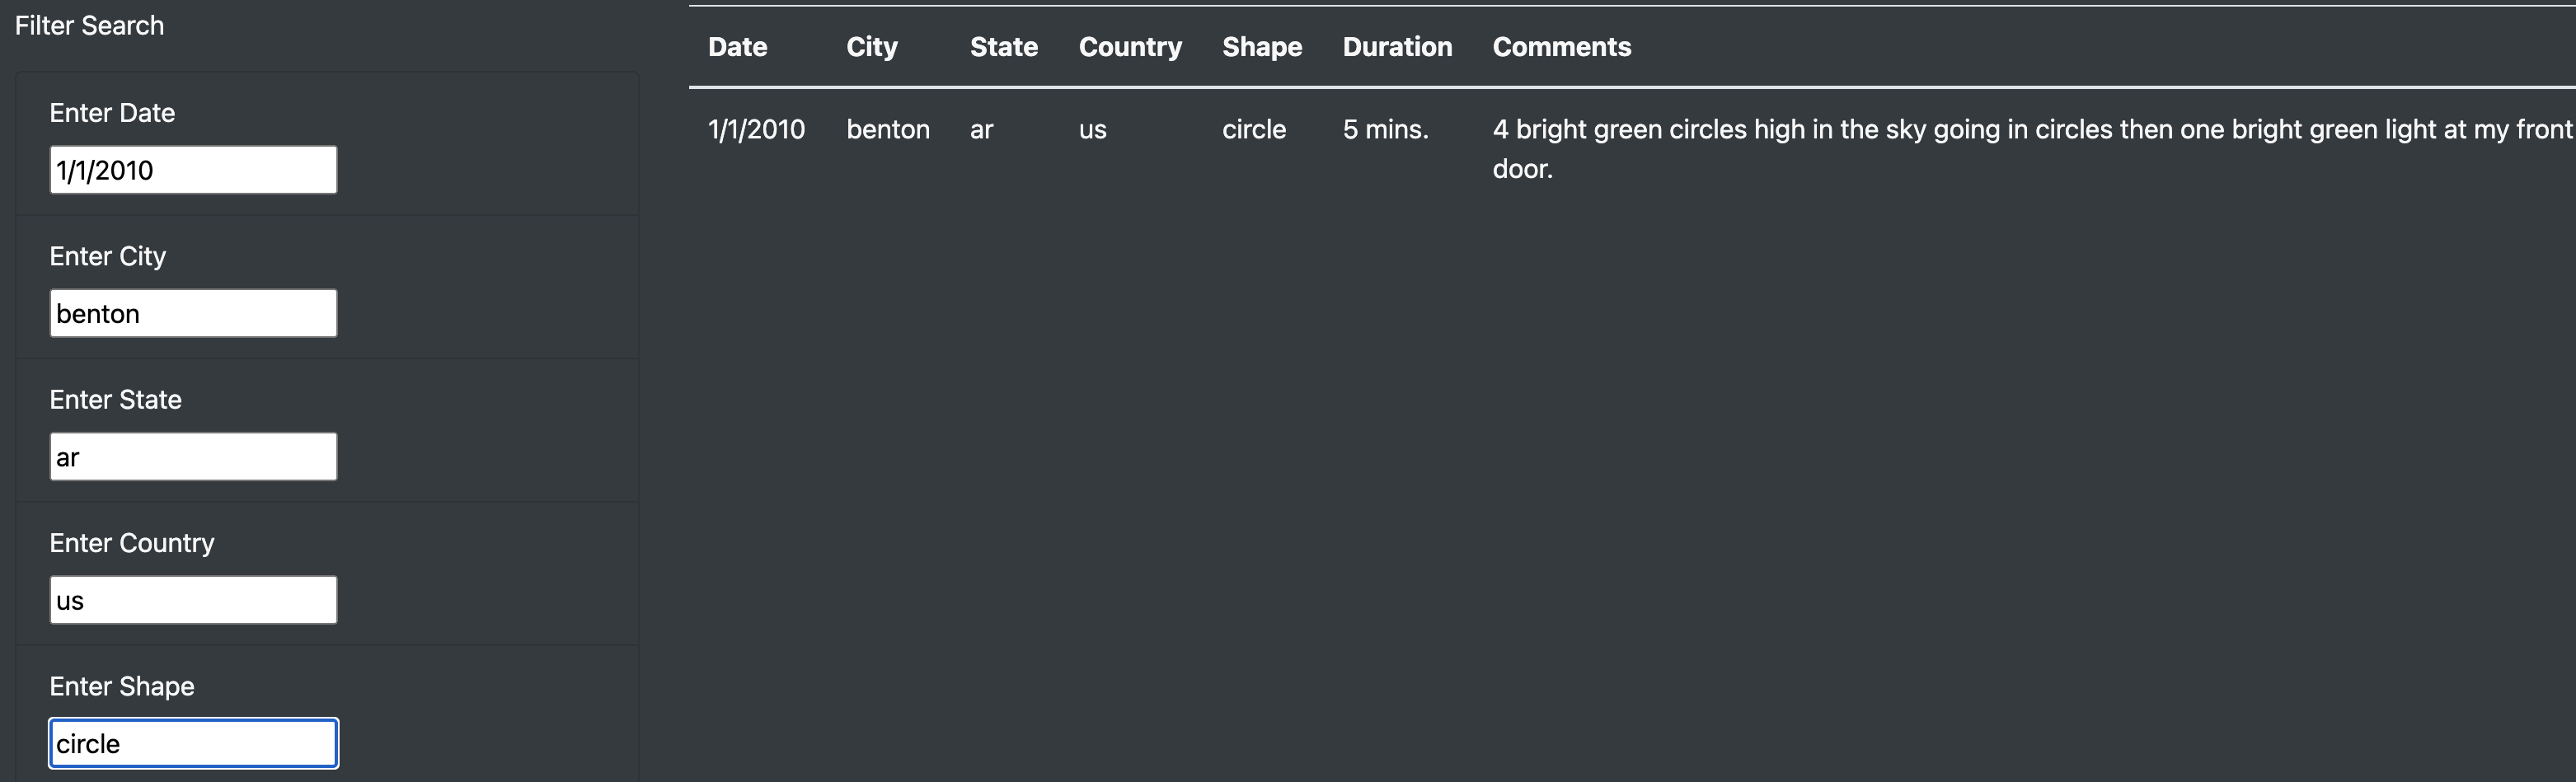 Filter Search
Enter Date
1/1/2010
Enter City
benton
Enter State
ar
Enter Country
us
Enter Shape
circle
Date City State Country Shape Duration Comments
1/1/2010 benton ar us circle 5 mins. 4 bright green circles high in the sky going in circles then one bright green light at my front
door.